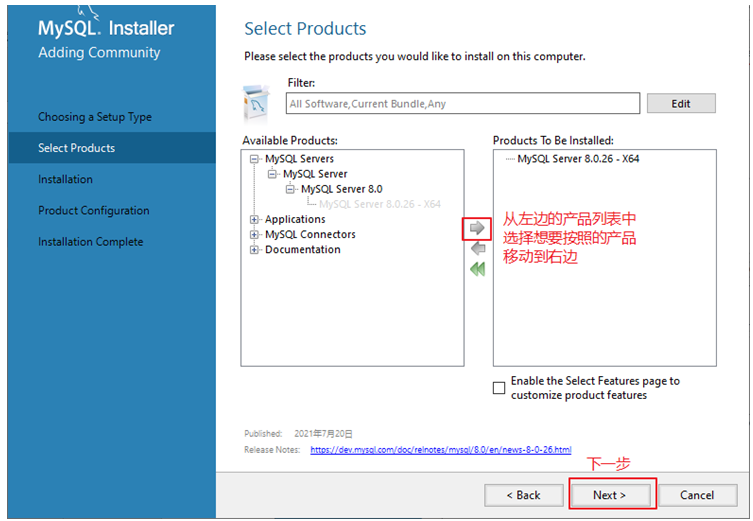 MySQL. Installer
Adding Community
Choosing a Setup Type
Select Products
Installation
Product Configuration
Installation Complete
Select Products
Please select the products you would like to install on this computer.
Filter:
All Software,Current Bundle,Any
Edit
Available Products:
MySQL Servers
MySQL Server
MySQL Server 8.0
MySQL Server 8.0.26 - X64
Applications
MySQL Connectors
Documentation
Products To Be Installed:
MySQL Server 8.0.26 - X64
从左边的产品列表中
选择想要按照的产品
移动到右边
Enable the Select Features page to
customize product features
Published: 2021年7月20日
Release Notes: https://dev.mysql.com/doc/relnotes/mysql/8.0/en/news-8-0-26.html
下一步
< Back
Next >
Cancel